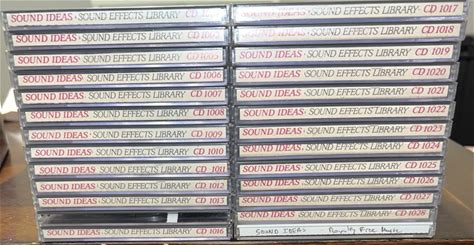 SOUND IDEAS · SOUND EFFECTS LIBRARY CD
SOUND IDEAS · SOUND EFFECTS LIBRARY CD
SOUND IDEAS · SOUND EFFECTS LIBRARY CD 1005
SOUND IDEAS · SOUND EFFECTS LIBRARY CD 1006
SOUND IDEAS · SOUND EFFECTS LIBRARY CD 1007
SOUND IDEAS · SOUND EFFECTS LIBRARY CD 1008
SOUND IDEAS · SOUND EFFECTS LIBRARY CD 1009
SOUND IDEAS · SOUND EFFECTS LIBRARY CD 1010
SOUND IDEAS · SOUND EFFECTS LIBRARY CD 1011
SOUND IDEAS · SOUND EFFECTS LIBRARY CD 1012
SOUND IDEAS · SOUND EFFECTS LIBRARY CD 1013
SOUND IDEAS · SOUND EFFECTS LIBRARY CD 1016
SOUND IDEAS · SOUND EFFECTS LIBRARY CD 1017
SOUND IDEAS · SOUND EFFECTS LIBRARY CD 1018
SOUND IDEAS · SOUND EFFECTS LIBRARY CD 1019
SOUND IDEAS · SOUND EFFECTS LIBRARY CD 1020
SOUND IDEAS · SOUND EFFECTS LIBRARY CD 1021
SOUND IDEAS · SOUND EFFECTS LIBRARY CD 1022
SOUND IDEAS · SOUND EFFECTS LIBRARY CD 1023
SOUND IDEAS · SOUND EFFECTS LIBRARY CD 1024
SOUND IDEAS · SOUND EFFECTS LIBRARY CD 1025
SOUND IDEAS · SOUND EFFECTS LIBRARY CD 1026
SOUND IDEAS · SOUND EFFECTS LIBRARY CD 1027
SOUND IDEAS · SOUND EFFECTS LIBRARY CD 1028
SOUND IDEAS Royalty Free Music